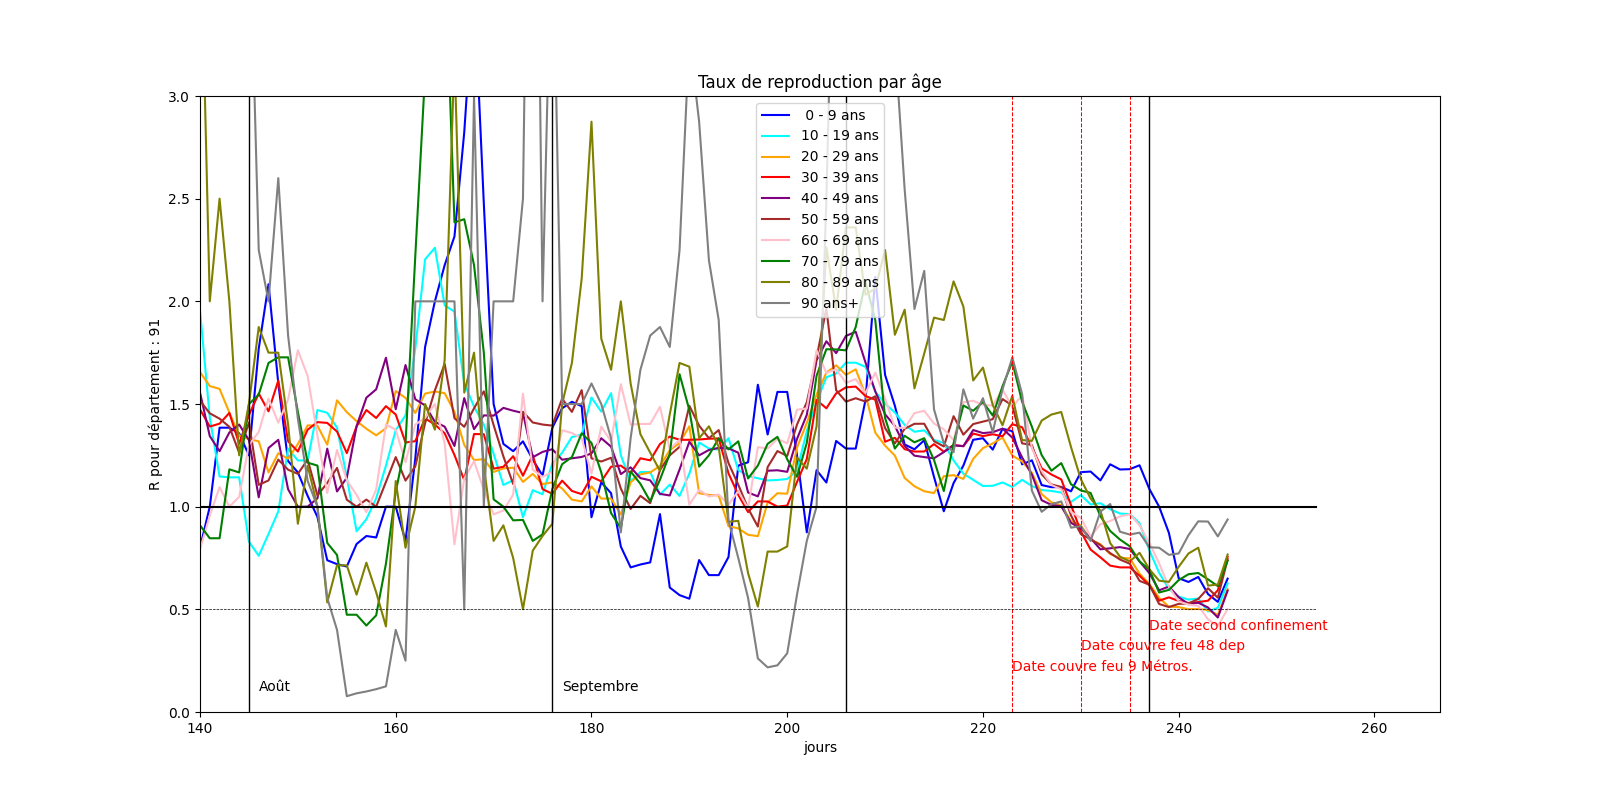 Taux de reproduction par âge
R pour département : 91
3.0
2.5
2.0
1.5
1.0
0.5
0.0
0 - 9 ans
10 - 19 ans
20 - 29 ans
30 - 39 ans
40 - 49 ans
50 - 59 ans
60 - 69 ans
70 - 79 ans
80 - 89 ans
90 ans+
Date second confinement
Date couvre feu 48 dep
Date couvre feu 9 Métros.
Août
Septembre
140 160 180 200 220 240 260
jours